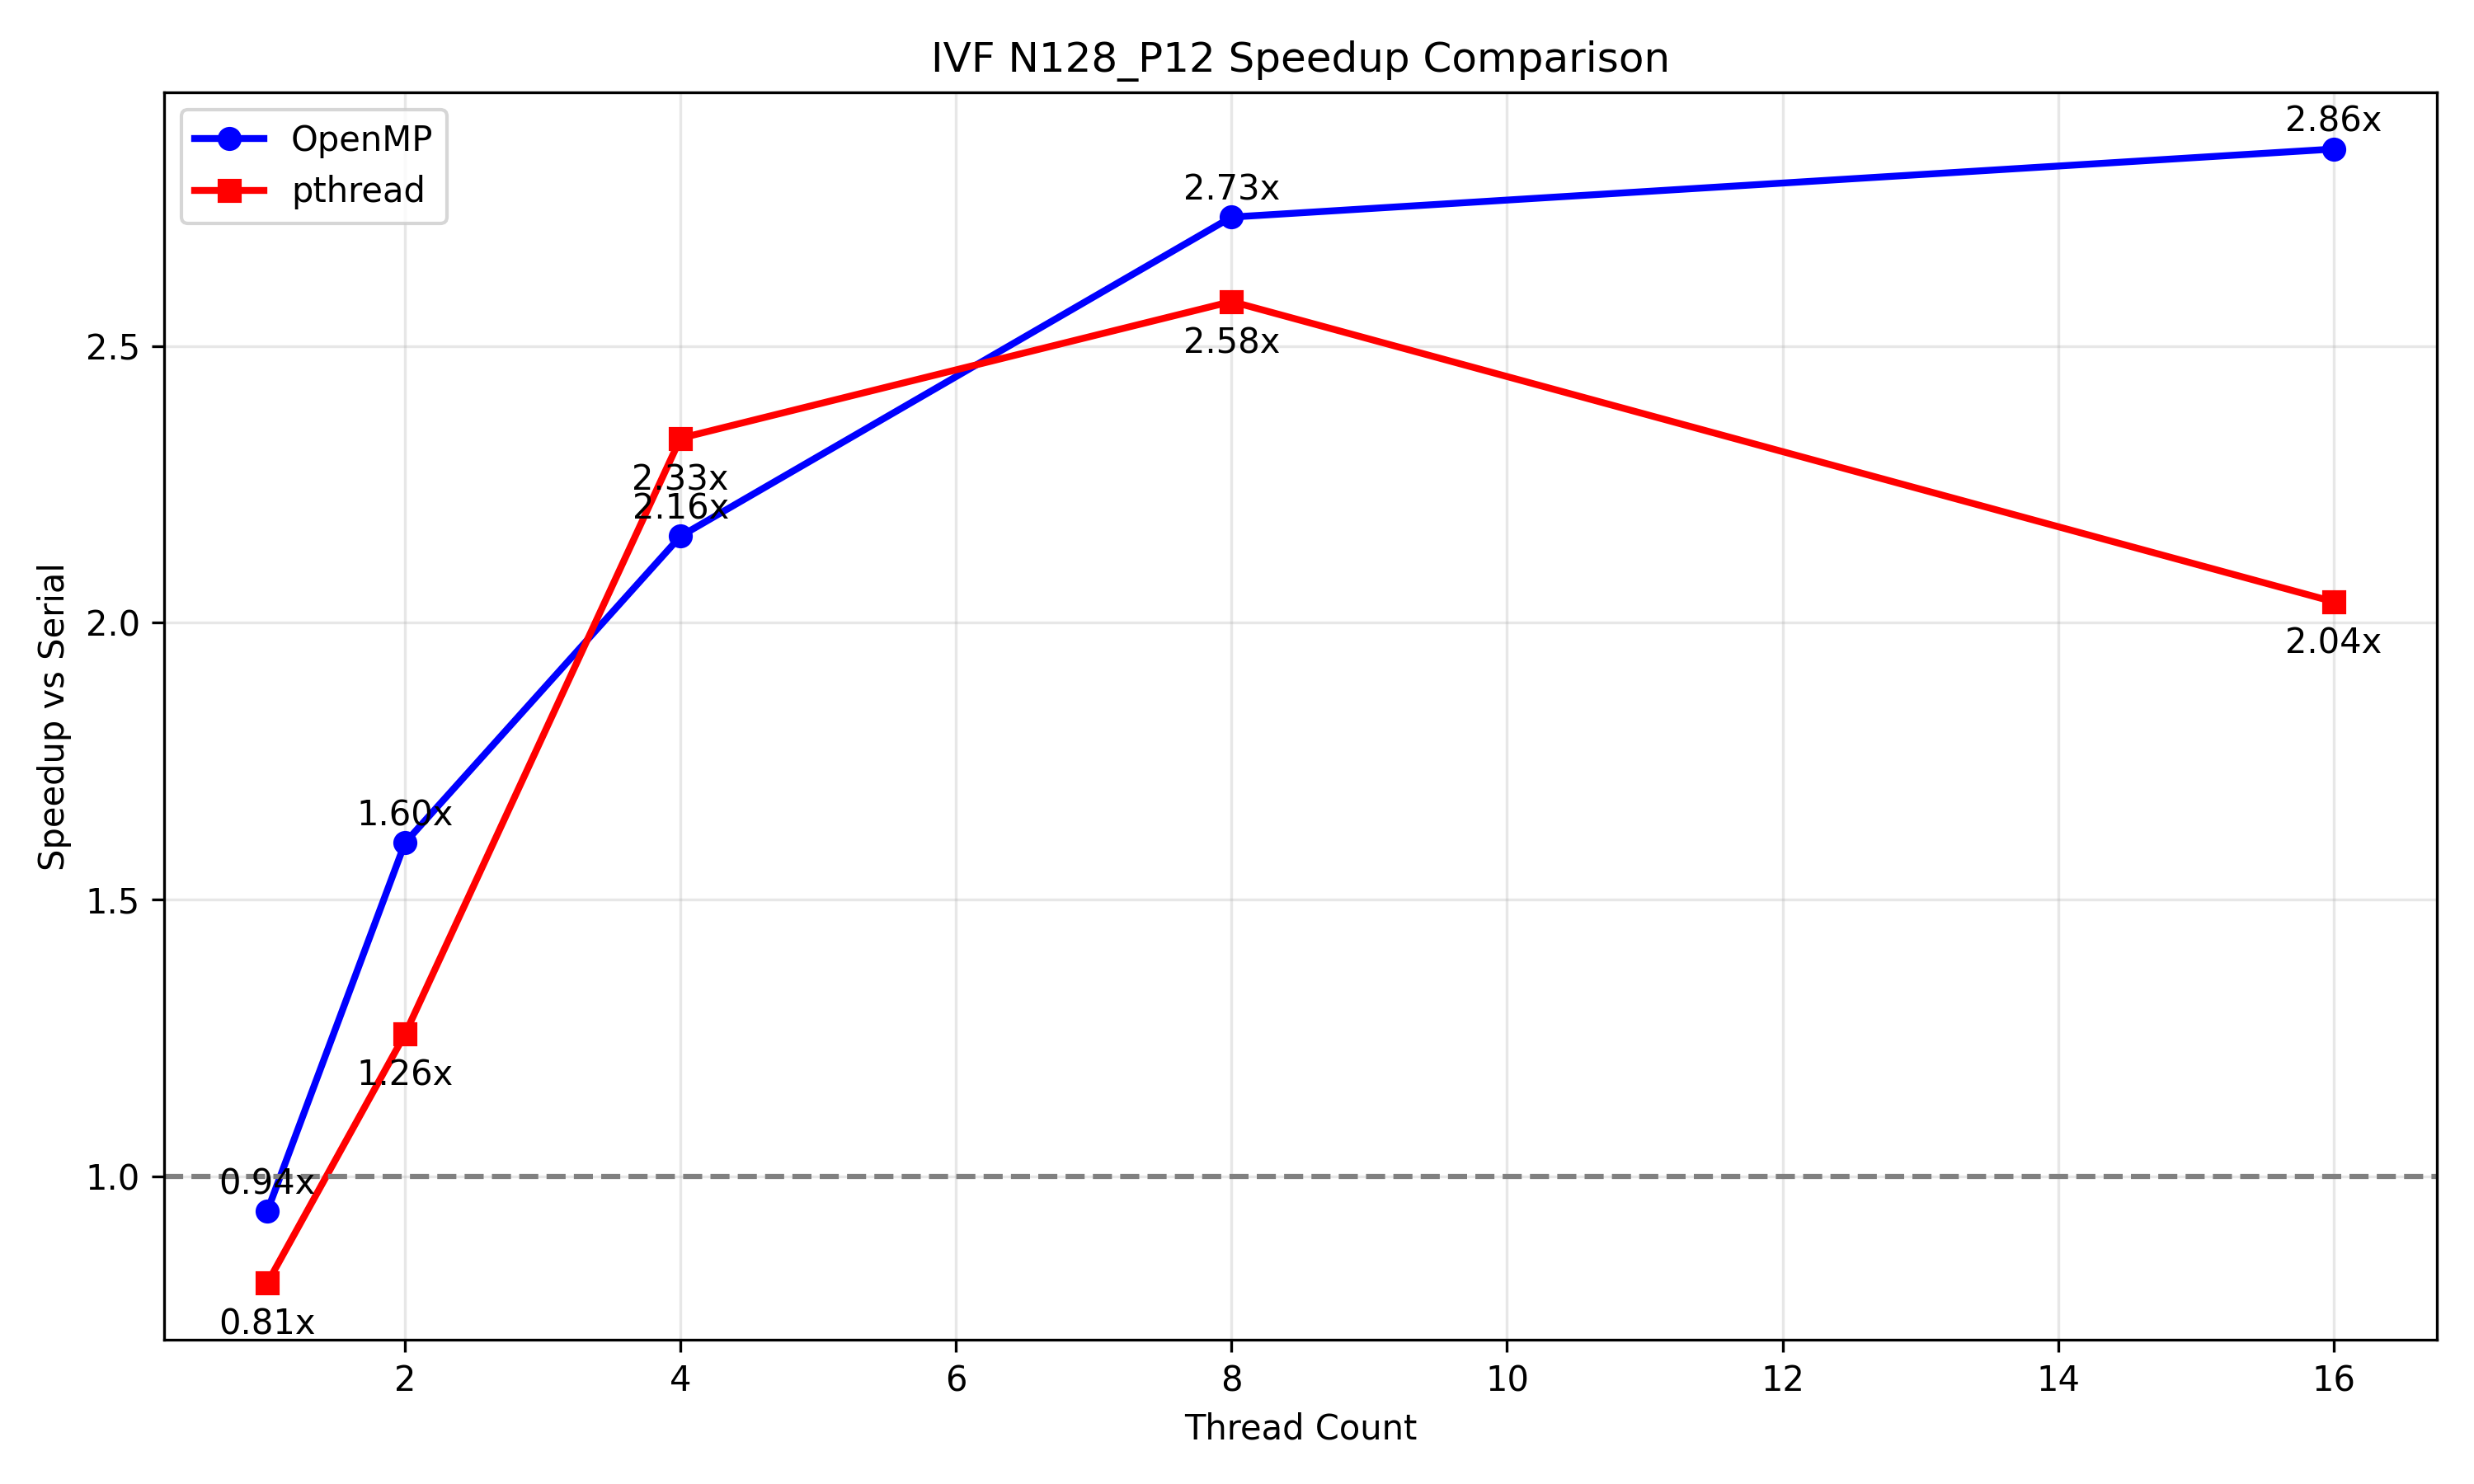 IVF N128_P12 Speedup Comparison
OpenMP
pthread
2.86x
2.73x
2.58x
2.33x
2.16x
2.04x
1.60x
1.26x
0.94x
0.81x
2.5
2.0
1.5
1.0
Speedup vs Serial
2 4 6 8 10 12 14 16
Thread Count